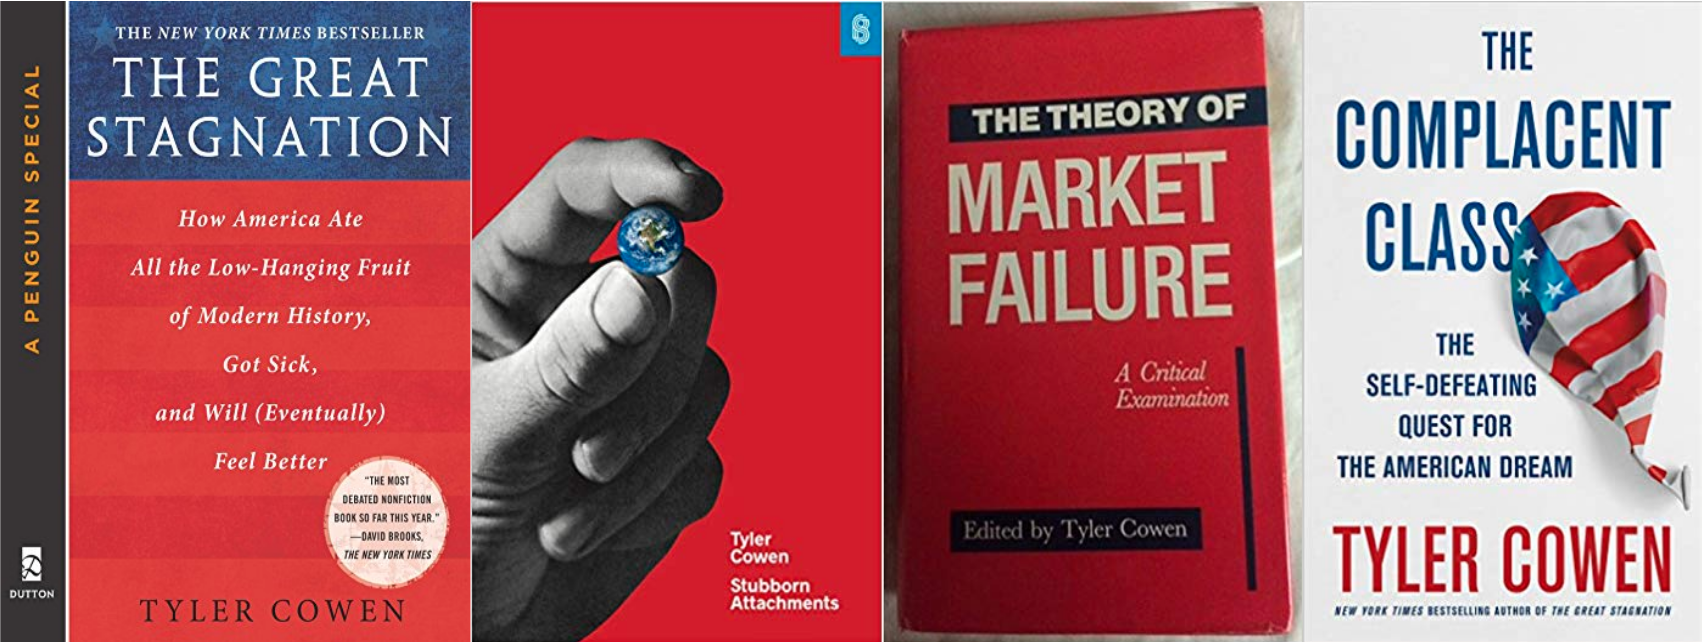 A PENGUIN SPECIAL
DUTTON
THE NEW YORK TIMES BESTSELLER
THE GREAT
STAGNATION
How America Ate
All the Low-Hanging Fruit
of Modern History,
Got Sick,
and Will (Eventually)
Feel Better
"THE MOST
DEBATED NONFICTION
BOOK SO FAR THIS YEAR."
—DAVID BROOKS,
THE NEW YORK TIMES
TYLER COWEN
Tyler
Cowen
Stubborn
Attachments
THE THEORY OF
MARKET
FAILURE
A Critical
Examination
Edited by Tyler Cowen
THE
COMPLACENT
CLASS
THE
SELF-DEFEATING
QUEST FOR
THE AMERICAN DREAM
TYLER COWEN
NEW YORK TIMES BESTSELLING AUTHOR OF THE GREAT STAGNATION